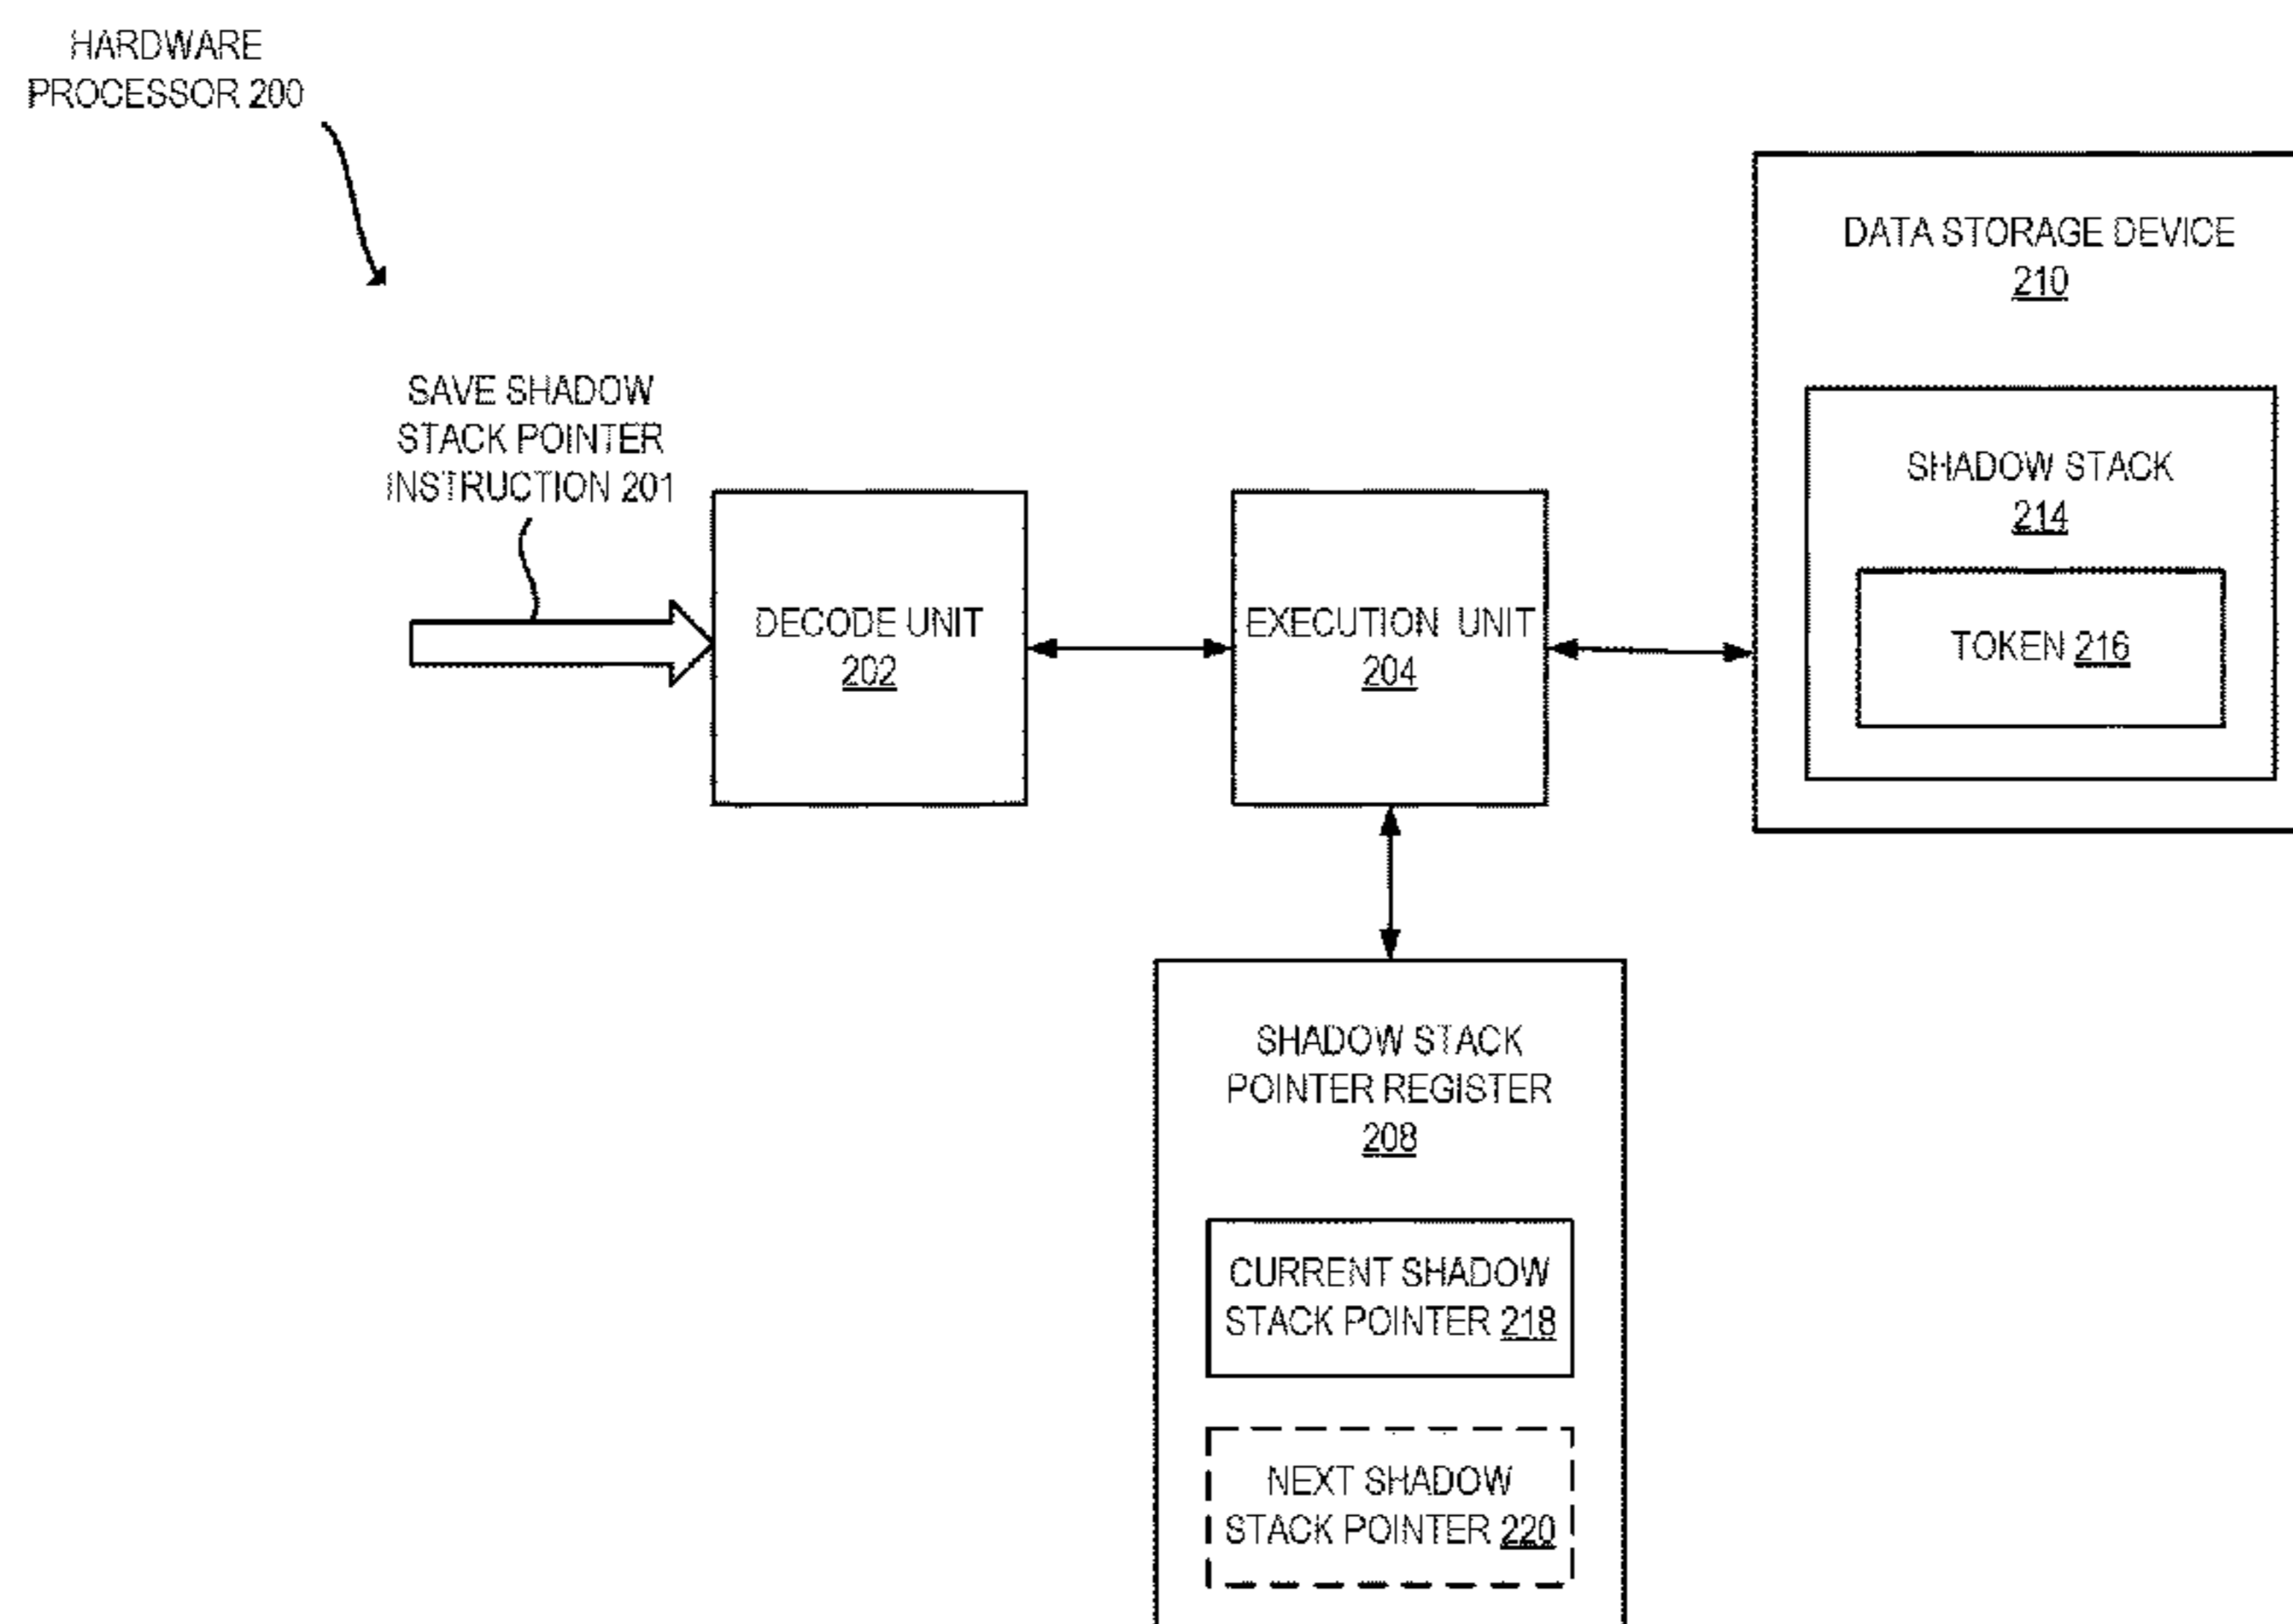 HARDWARE
PROCESSOR 200
SAVE SHADOW
STACK POINTER
INSTRUCTION 201
DECODE UNIT
202
EXECUTION UNIT
204
DATA STORAGE DEVICE
210
SHADOW STACK
214
TOKEN 216
SHADOW STACK
POINTER REGISTER
208
CURRENT SHADOW
STACK POINTER 218
NEXT SHADOW
STACK POINTER 220